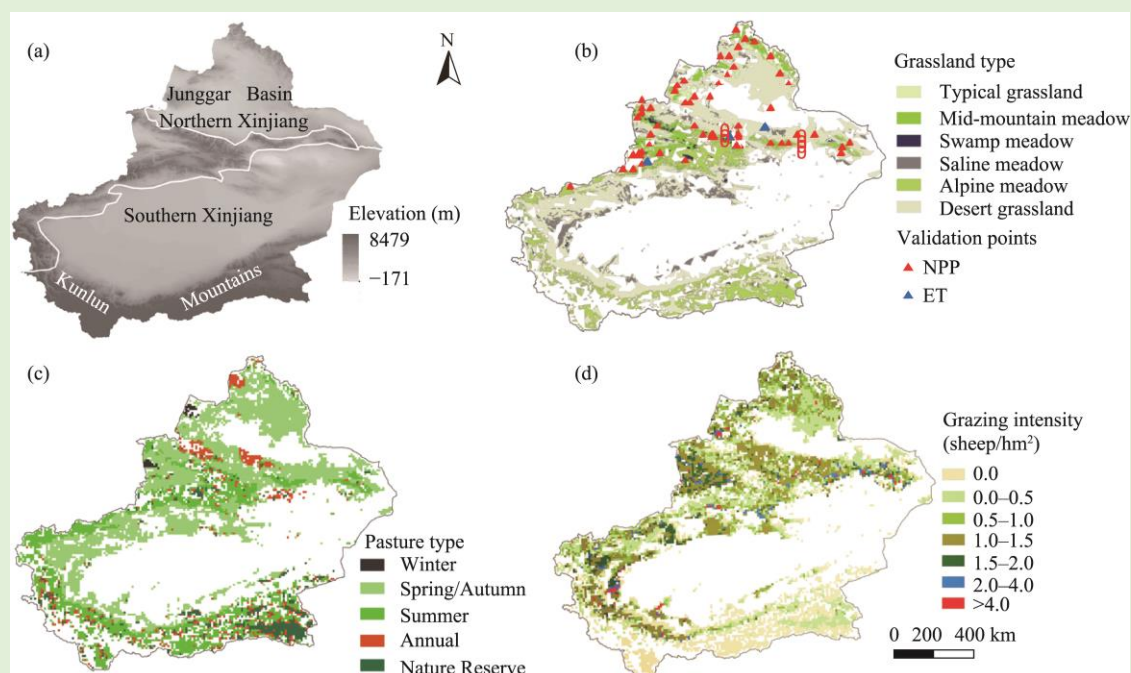 (a)
N
Junggar Basin
Northern Xinjiang
Southern Xinjiang
Kunlun Mountains
Elevation (m)
8479
−171
(b)
Grassland type
Typical grassland
Mid-mountain meadow
Swamp meadow
Saline meadow
Alpine meadow
Desert grassland
Validation points
NPP
ET
(c)
Pasture type
Winter
Spring/Autumn
Summer
Annual
Nature Reserve
(d)
Grazing intensity
(sheep/hm²)
0.0
0.0–0.5
0.5–1.0
1.0–1.5
1.5–2.0
2.0–4.0
>4.0
0 200 400 km